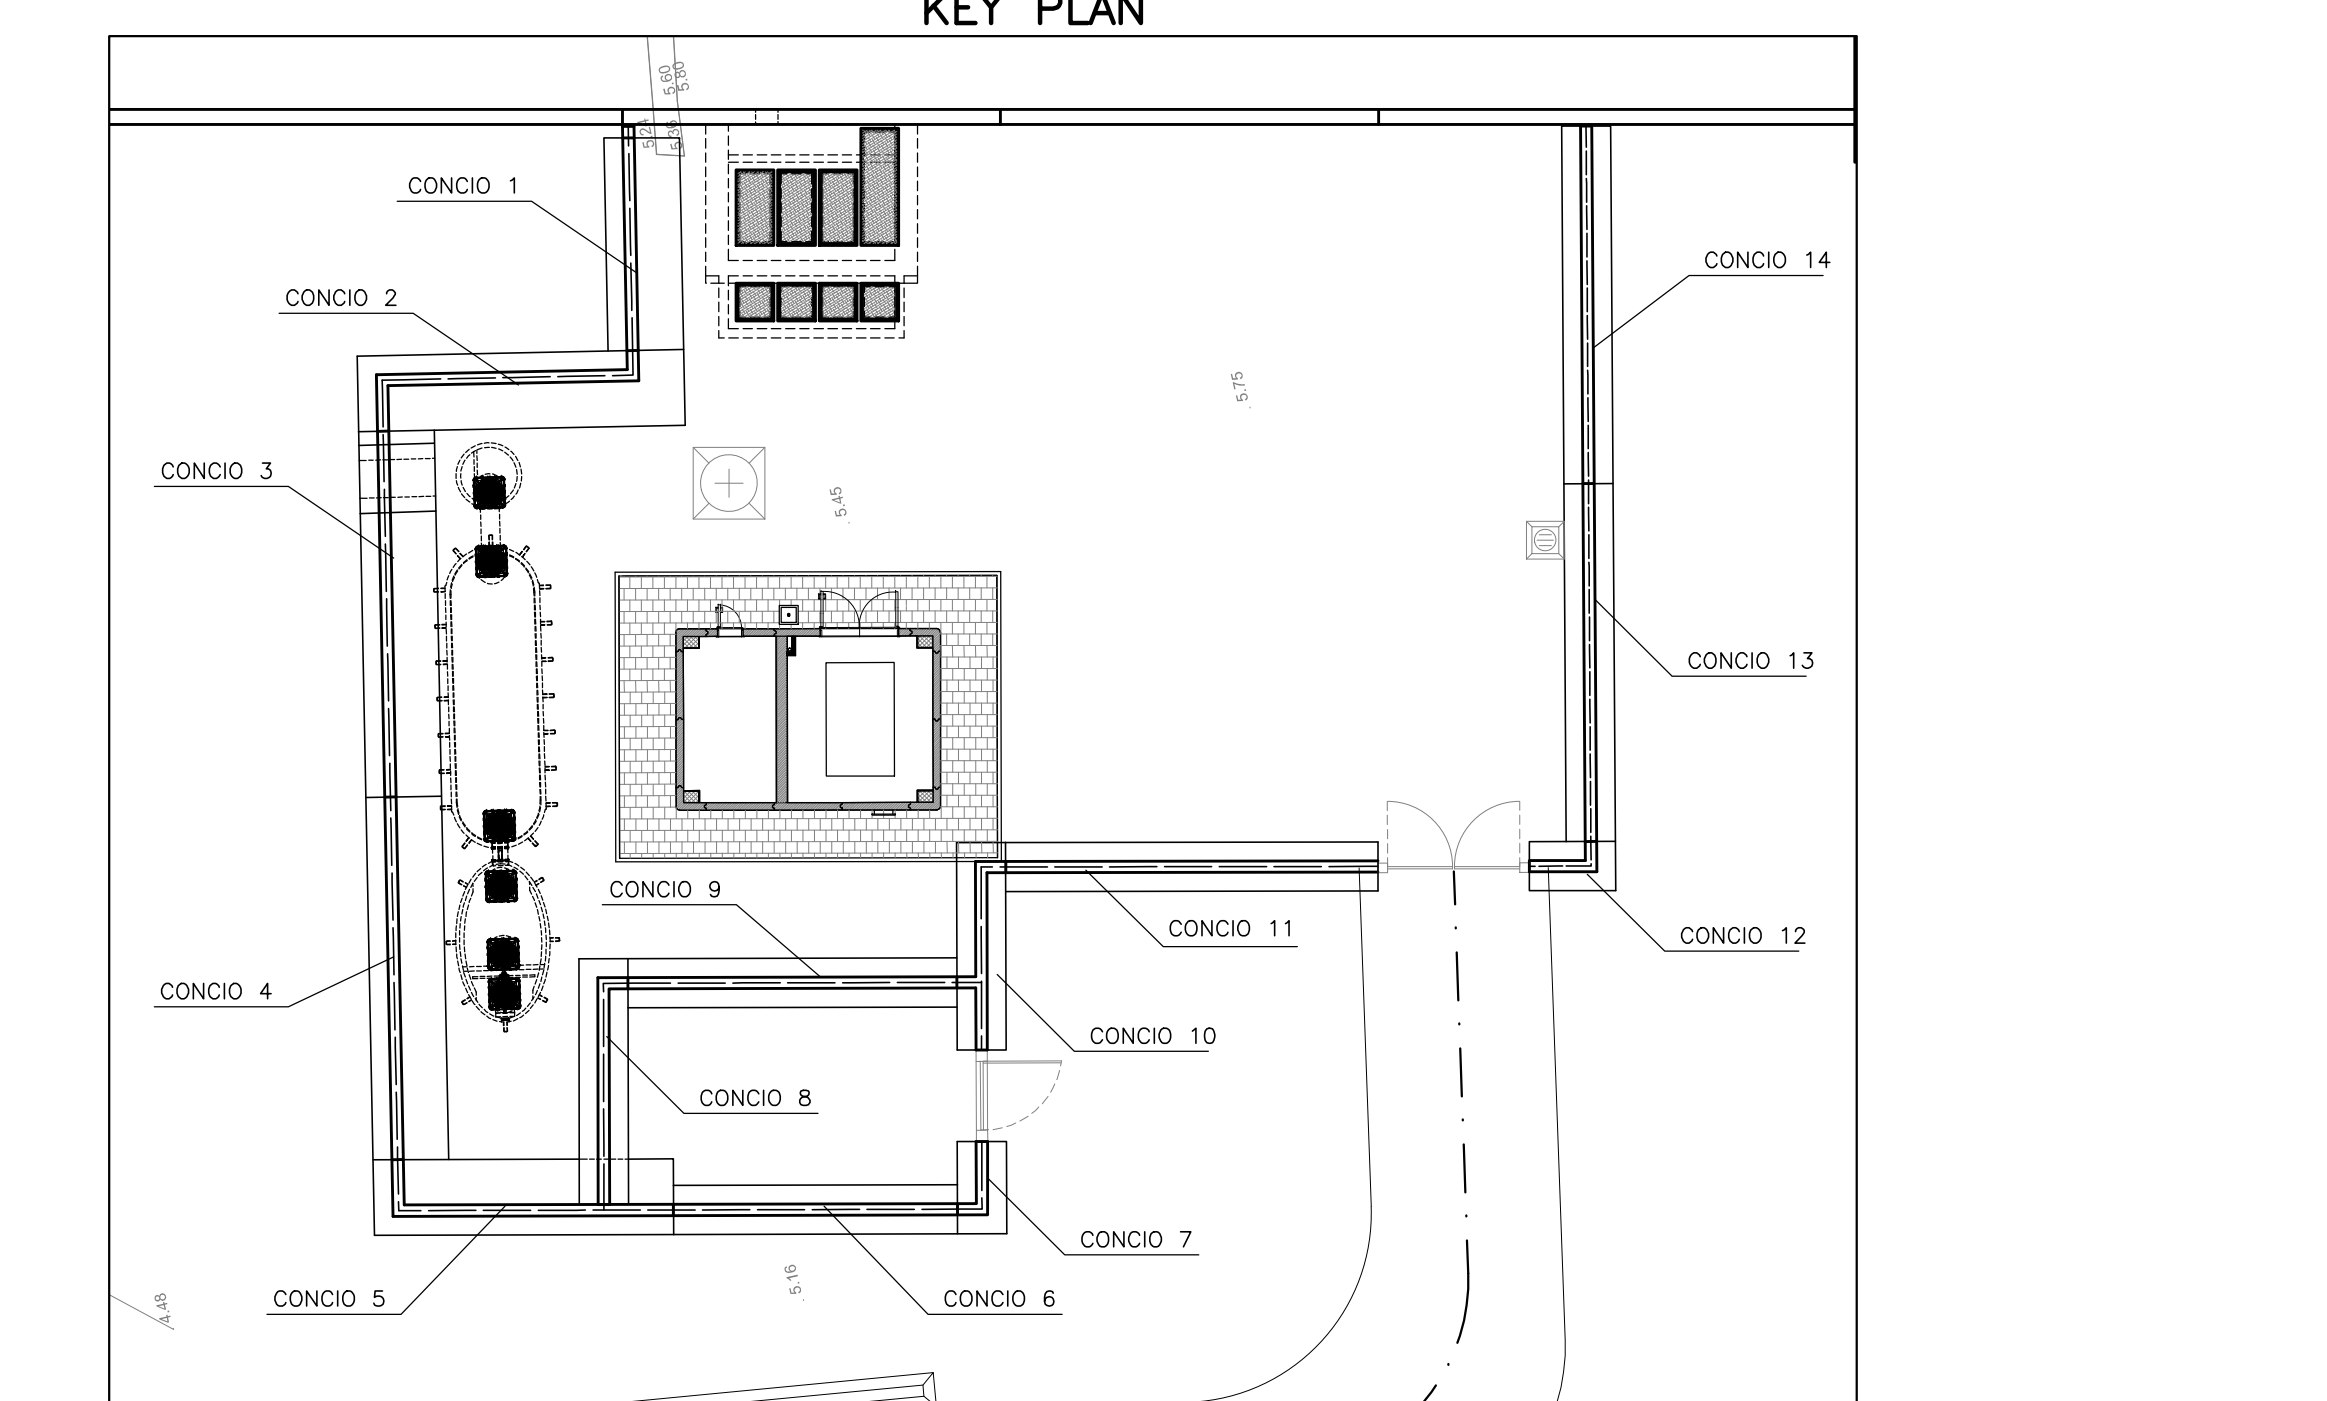 KEY PLAN
5.60
5.80
5.24
5.36
CONCIO 1
CONCIO 14
CONCIO 2
5.75
CONCIO 3
5.45
CONCIO 13
CONCIO 9
CONCIO 11
CONCIO 12
CONCIO 4
CONCIO 10
CONCIO 8
CONCIO 7
5.16
CONCIO 5
CONCIO 6
4.48